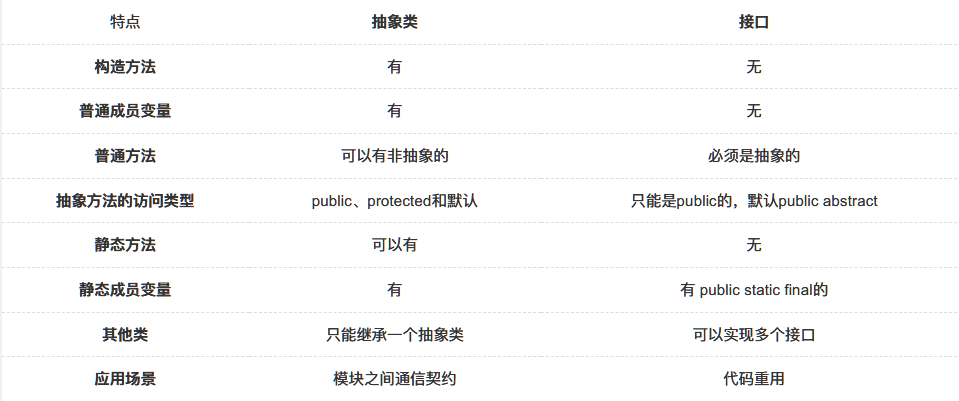 特点 抽象类 接口
构造方法 有 无
普通成员变量 有 无
普通方法 可以有非抽象的 必须是抽象的
抽象方法的访问类型 public、protected和默认 只能是public的，默认public abstract
静态方法 可以有 无
静态成员变量 有 有 public static final的
其他类 只能继承一个抽象类 可以实现多个接口
应用场景 模块之间通信契约 代码重用